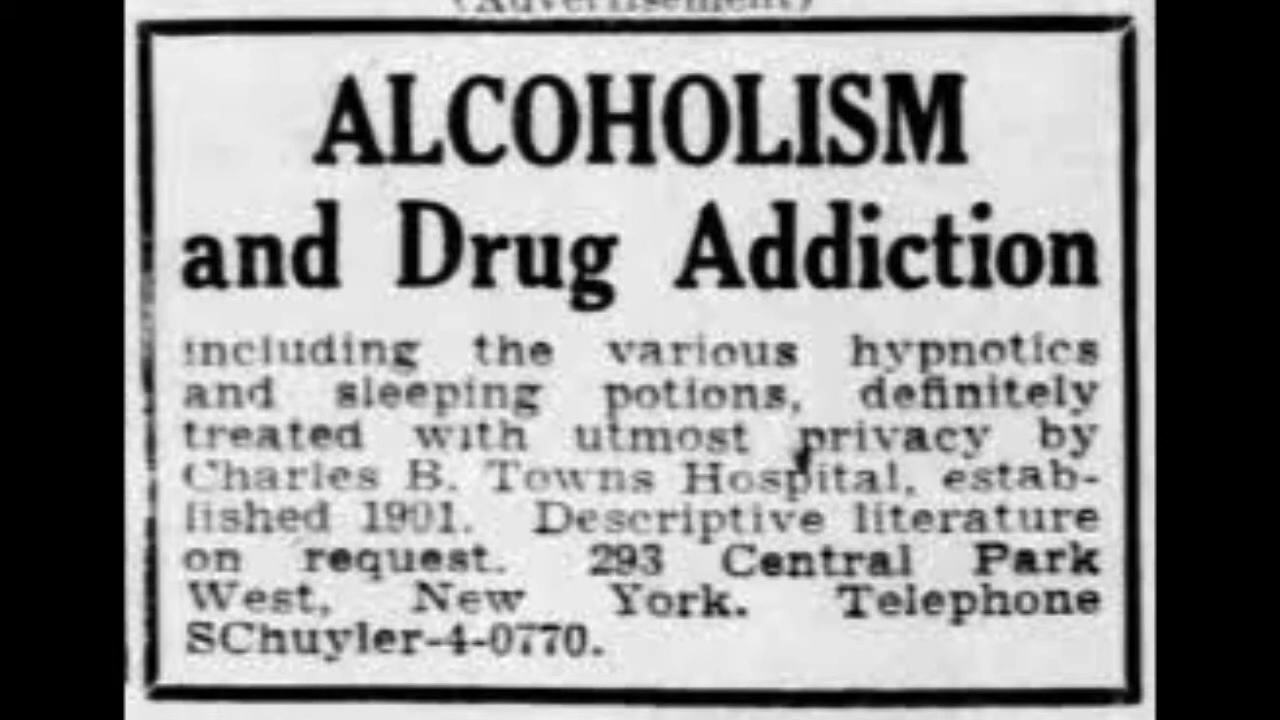 (Advertisement)
ALCOHOLISM
and Drug Addiction
including the various hypnotics
and sleeping potions, definitely
treated with utmost privacy by
Charles B. Towns Hospital, estab-
lished 1901. Descriptive literature
on request. 293 Central Park
West, New York. Telephone
SChuyler-4-0770.